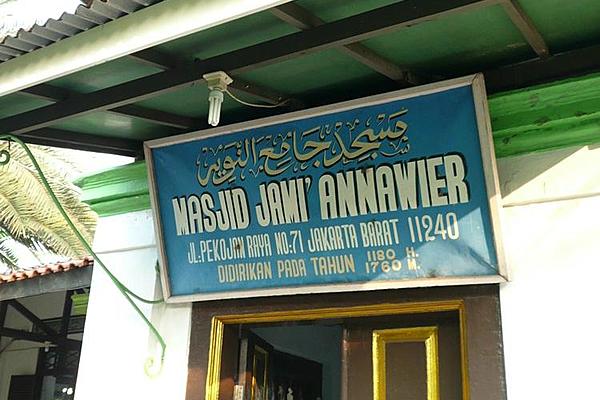 مسجد جامع النوير
MASJID JAMI' ANNAWIER
JL. PEKOJAN RAYA NO. 71 JAKARTA BARAT 11240
DIDIRIKAN PADA TAHUN 1180 H.
1760 M.